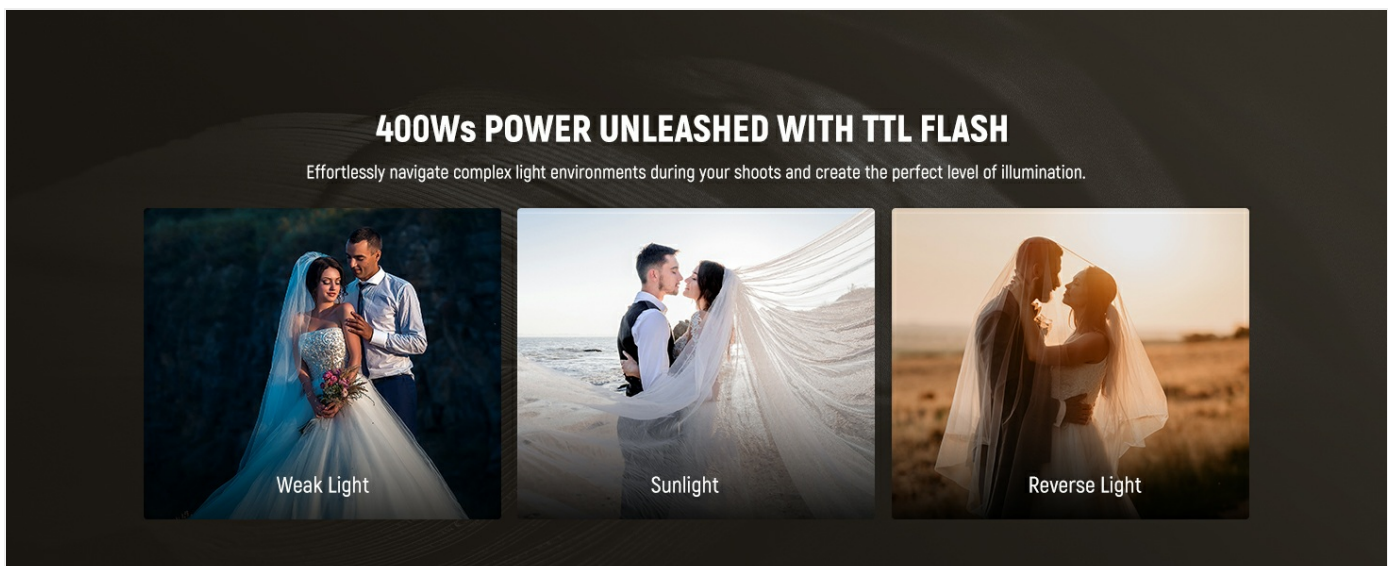 400Ws POWER UNLEASHED WITH TTL FLASH
Effortlessly navigate complex light environments during your shoots and create the perfect level of illumination.
Weak Light
Sunlight
Reverse Light